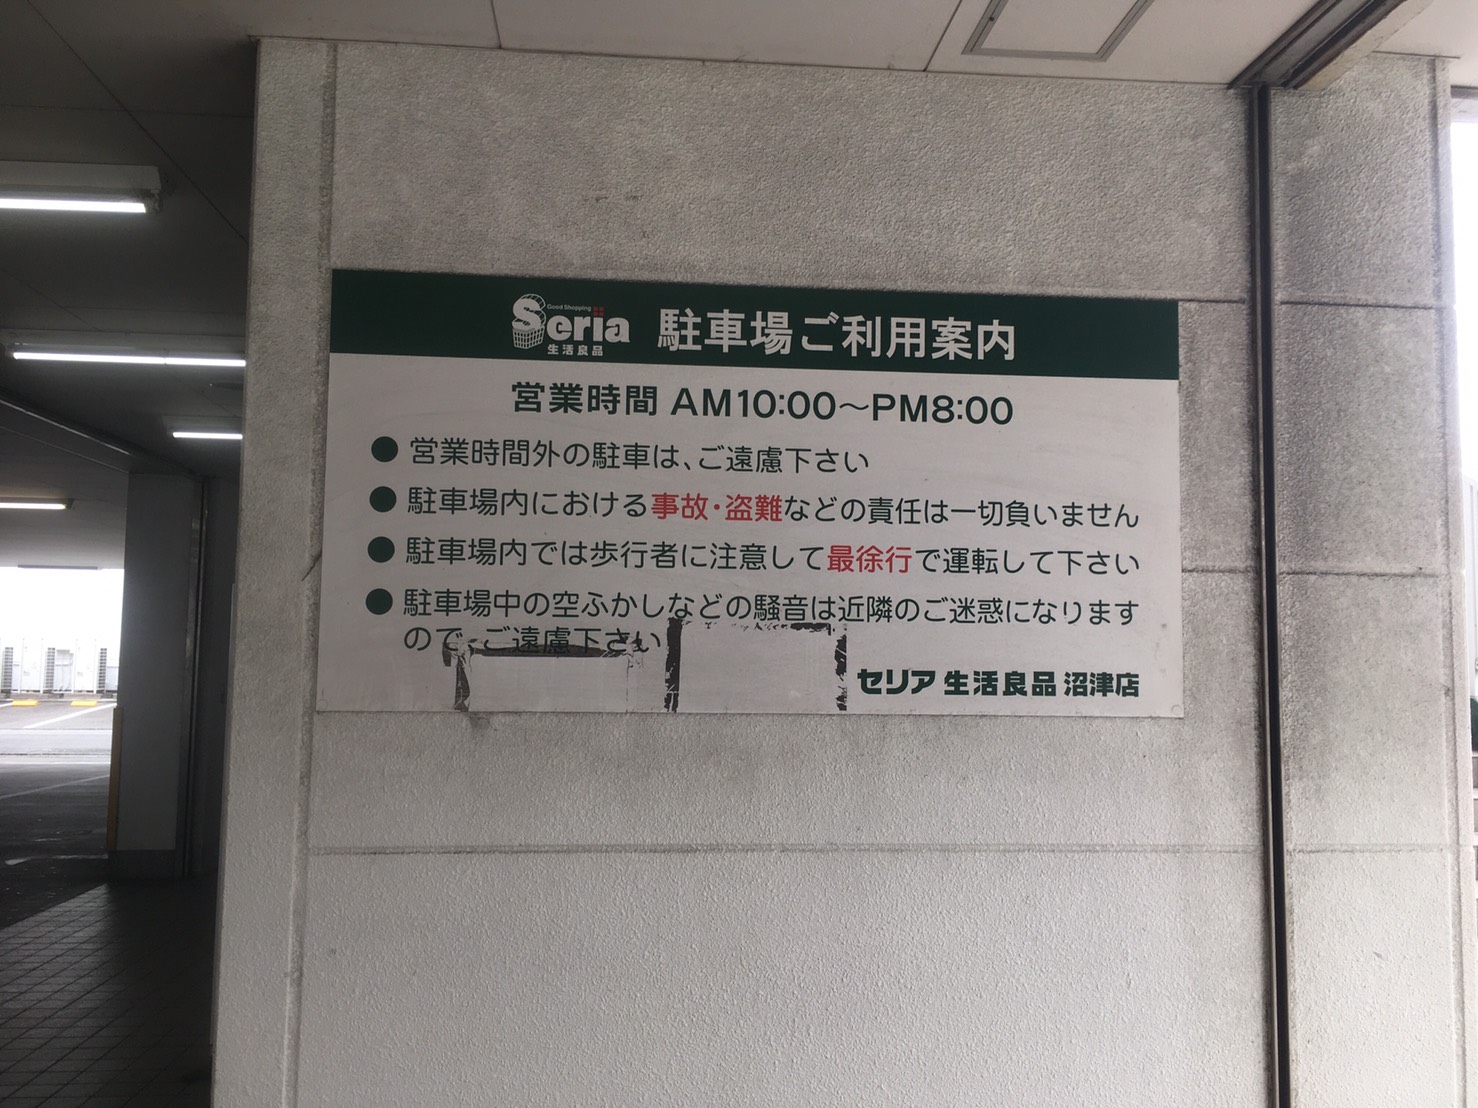 Good Shopping
Seria
生活良品
駐車場ご利用案内
営業時間 AM10:00～PM8:00
●営業時間外の駐車は、ご遠慮下さい
●駐車場内における事故・盗難などの責任は一切負いません
●駐車場内では歩行者に注意して最徐行で運転して下さい
●駐車場中の空ふかしなどの騒音は近隣のご迷惑になります
ので、ご遠慮下さい
セリア 生活良品 沼津店